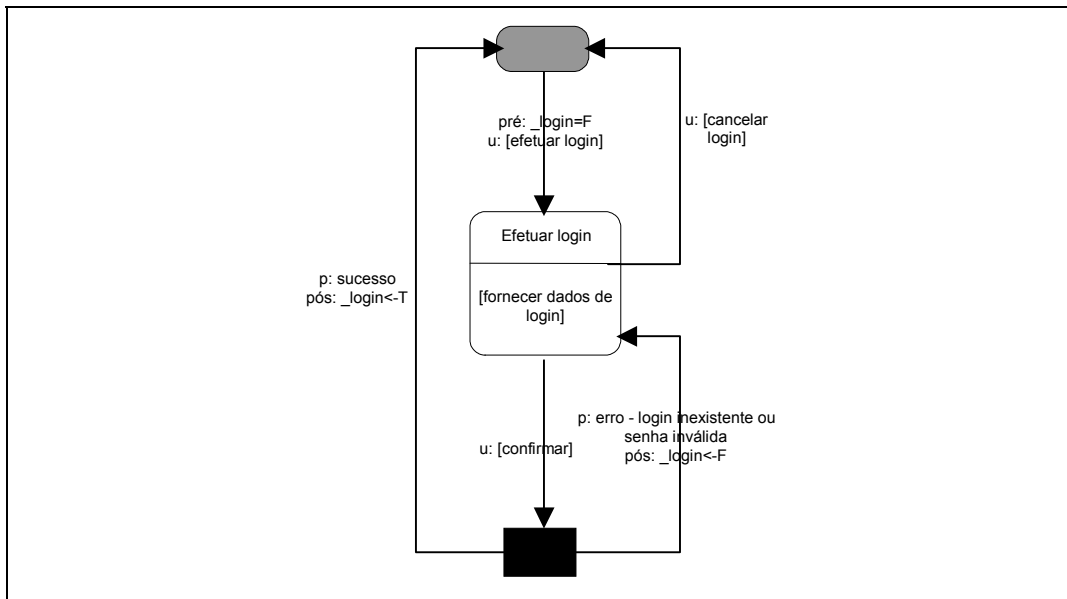 pré: _login=F
u: [efetuar login]
u: [cancelar
login]
Efetuar login
[fornecer dados de
login]
p: sucesso
pós: _login<-T
p: erro - login inexistente ou
senha inválida
pós: _login<-F
u: [confirmar]